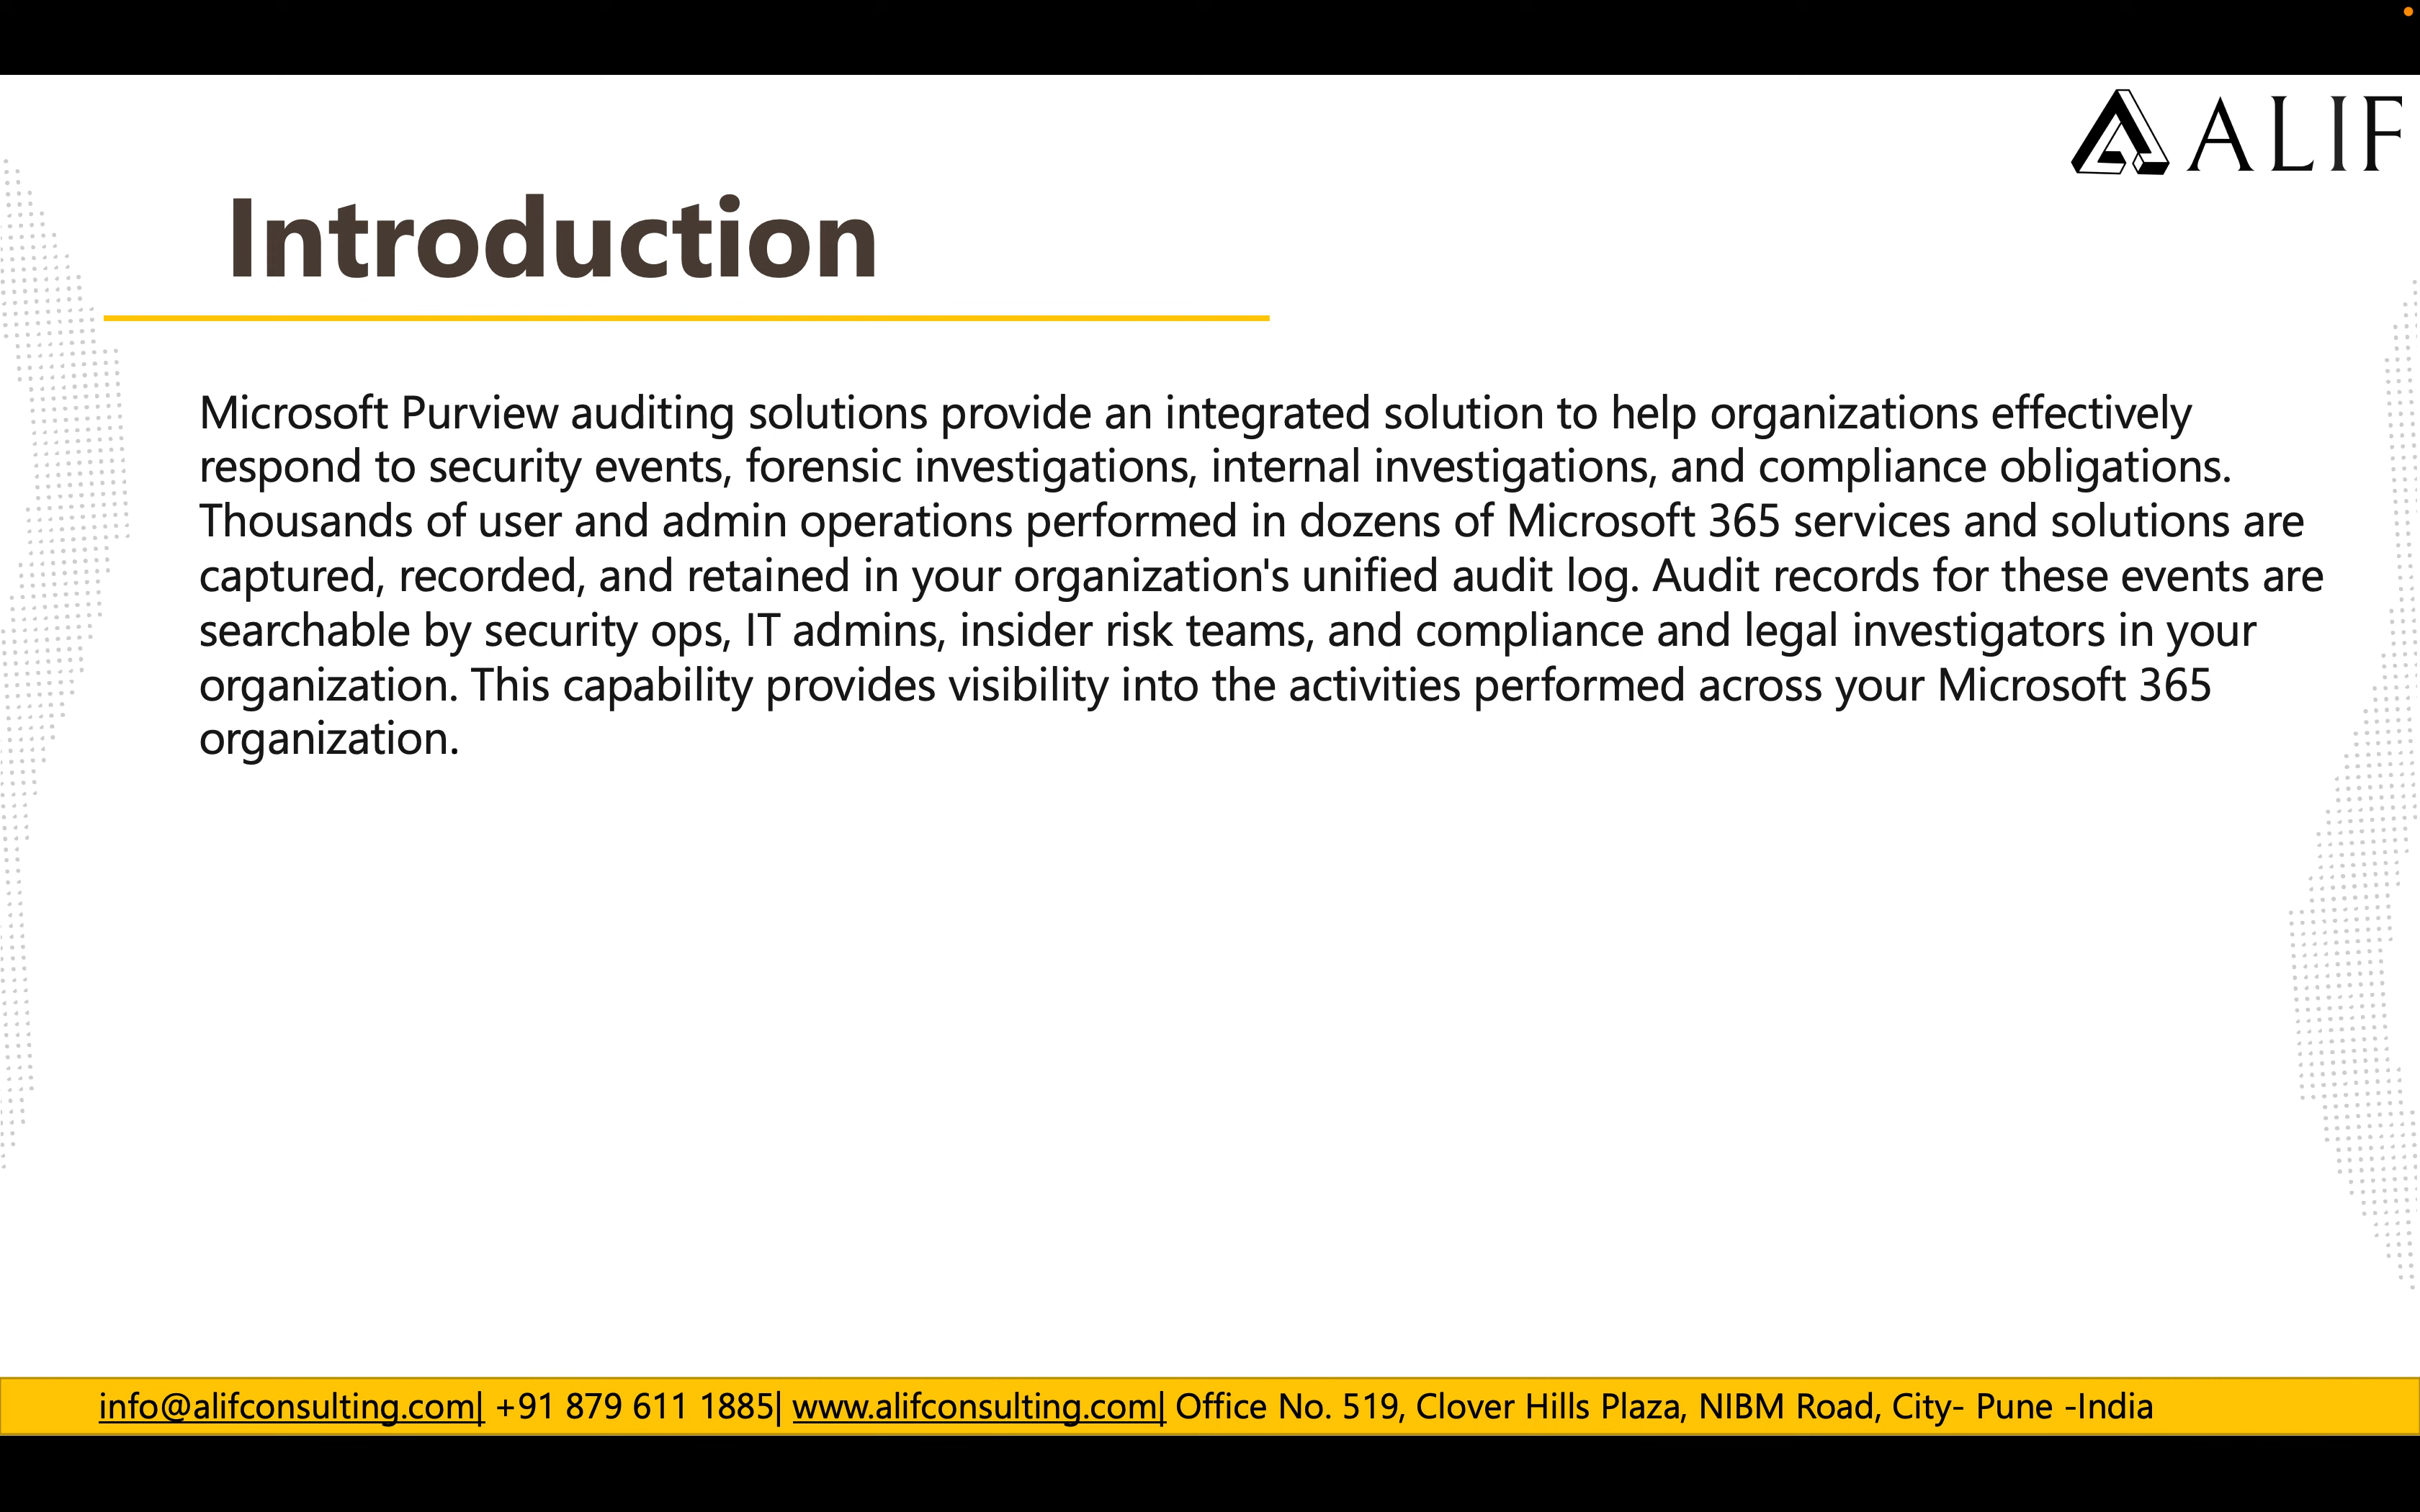 ALIF
Introduction
Microsoft Purview auditing solutions provide an integrated solution to help organizations effectively
respond to security events, forensic investigations, internal investigations, and compliance obligations.
Thousands of user and admin operations performed in dozens of Microsoft 365 services and solutions are
captured, recorded, and retained in your organization's unified audit log. Audit records for these events are
searchable by security ops, IT admins, insider risk teams, and compliance and legal investigators in your
organization. This capability provides visibility into the activities performed across your Microsoft 365
organization.
info@alifconsulting.com| +91 879 611 1885| www.alifconsulting.com| Office No. 519, Clover Hills Plaza, NIBM Road, City- Pune -India